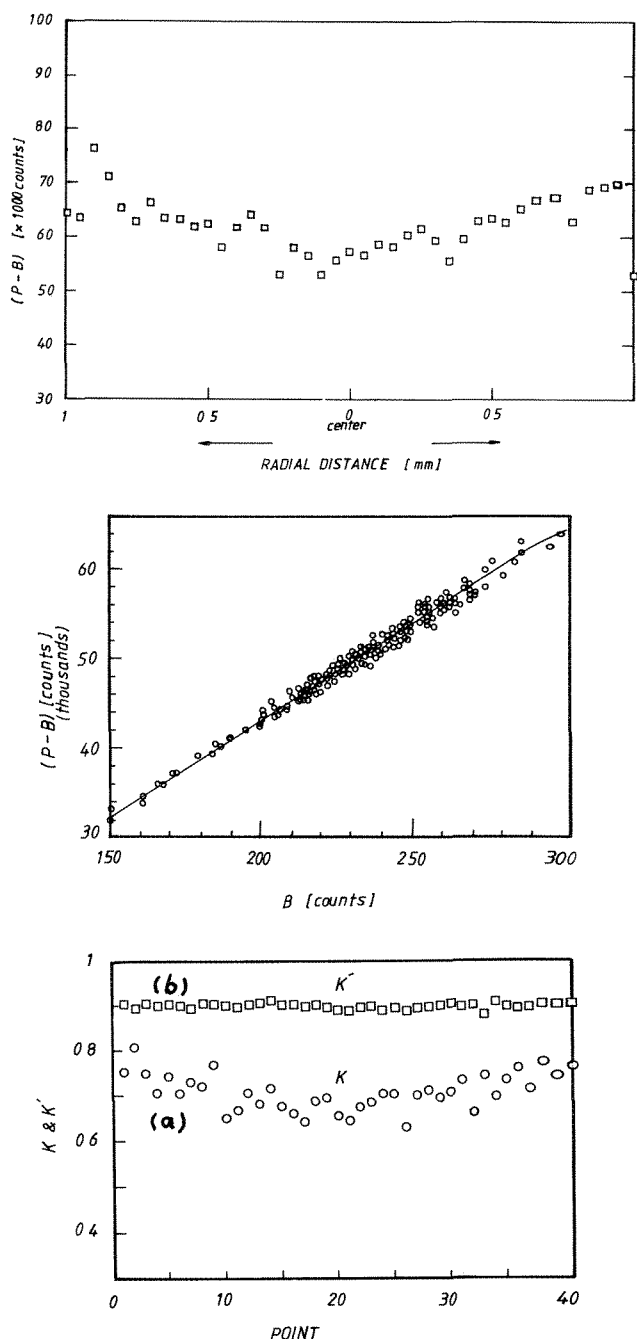 100
90
80
70
60
50
40
30
(P-B) [×1000 counts]
1 0 5 0 0 5
center
RADIAL DISTANCE [mm]
60
50
40
30
(P-B) [counts]
(thousands)
150 200 250 300
B [counts]
1
0 8
0 6
0 4
K & K'
(b) K'
K
(a)
0 10 20 30 40
POINT